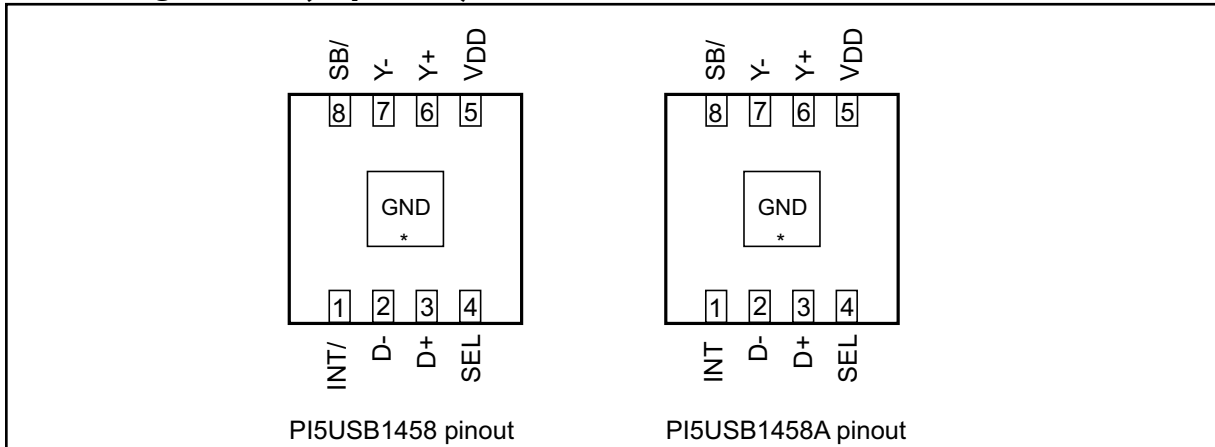 SB/ Y- Y+ VDD SB/ Y- Y+ VDD
8 7 6 5 8 7 6 5
GND GND
* *
1 2 3 4 1 2 3 4
INT/ D- D+ SEL INT D- D+ SEL
PI5USB1458 pinout PI5USB1458A pinout